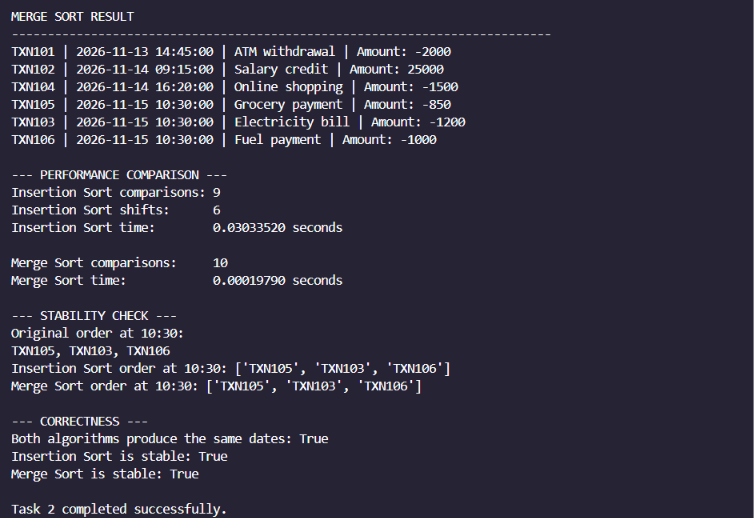 MERGE SORT RESULT
---------------------------------------------------------------------------
TXN101 | 2026-11-13 14:45:00 | ATM withdrawal | Amount: -2000
TXN102 | 2026-11-14 09:15:00 | Salary credit | Amount: 25000
TXN104 | 2026-11-14 16:20:00 | Online shopping | Amount: -1500
TXN105 | 2026-11-15 10:30:00 | Grocery payment | Amount: -850
TXN103 | 2026-11-15 10:30:00 | Electricity bill | Amount: -1200
TXN106 | 2026-11-15 10:30:00 | Fuel payment | Amount: -1000
--- PERFORMANCE COMPARISON ---
Insertion Sort comparisons: 9
Insertion Sort shifts: 6
Insertion Sort time: 0.03033520 seconds
Merge Sort comparisons: 10
Merge Sort time: 0.00019790 seconds
--- STABILITY CHECK ---
Original order at 10:30:
TXN105, TXN103, TXN106
Insertion Sort order at 10:30: ['TXN105', 'TXN103', 'TXN106']
Merge Sort order at 10:30: ['TXN105', 'TXN103', 'TXN106']
--- CORRECTNESS ---
Both algorithms produce the same dates: True
Insertion Sort is stable: True
Merge Sort is stable: True
Task 2 completed successfully.